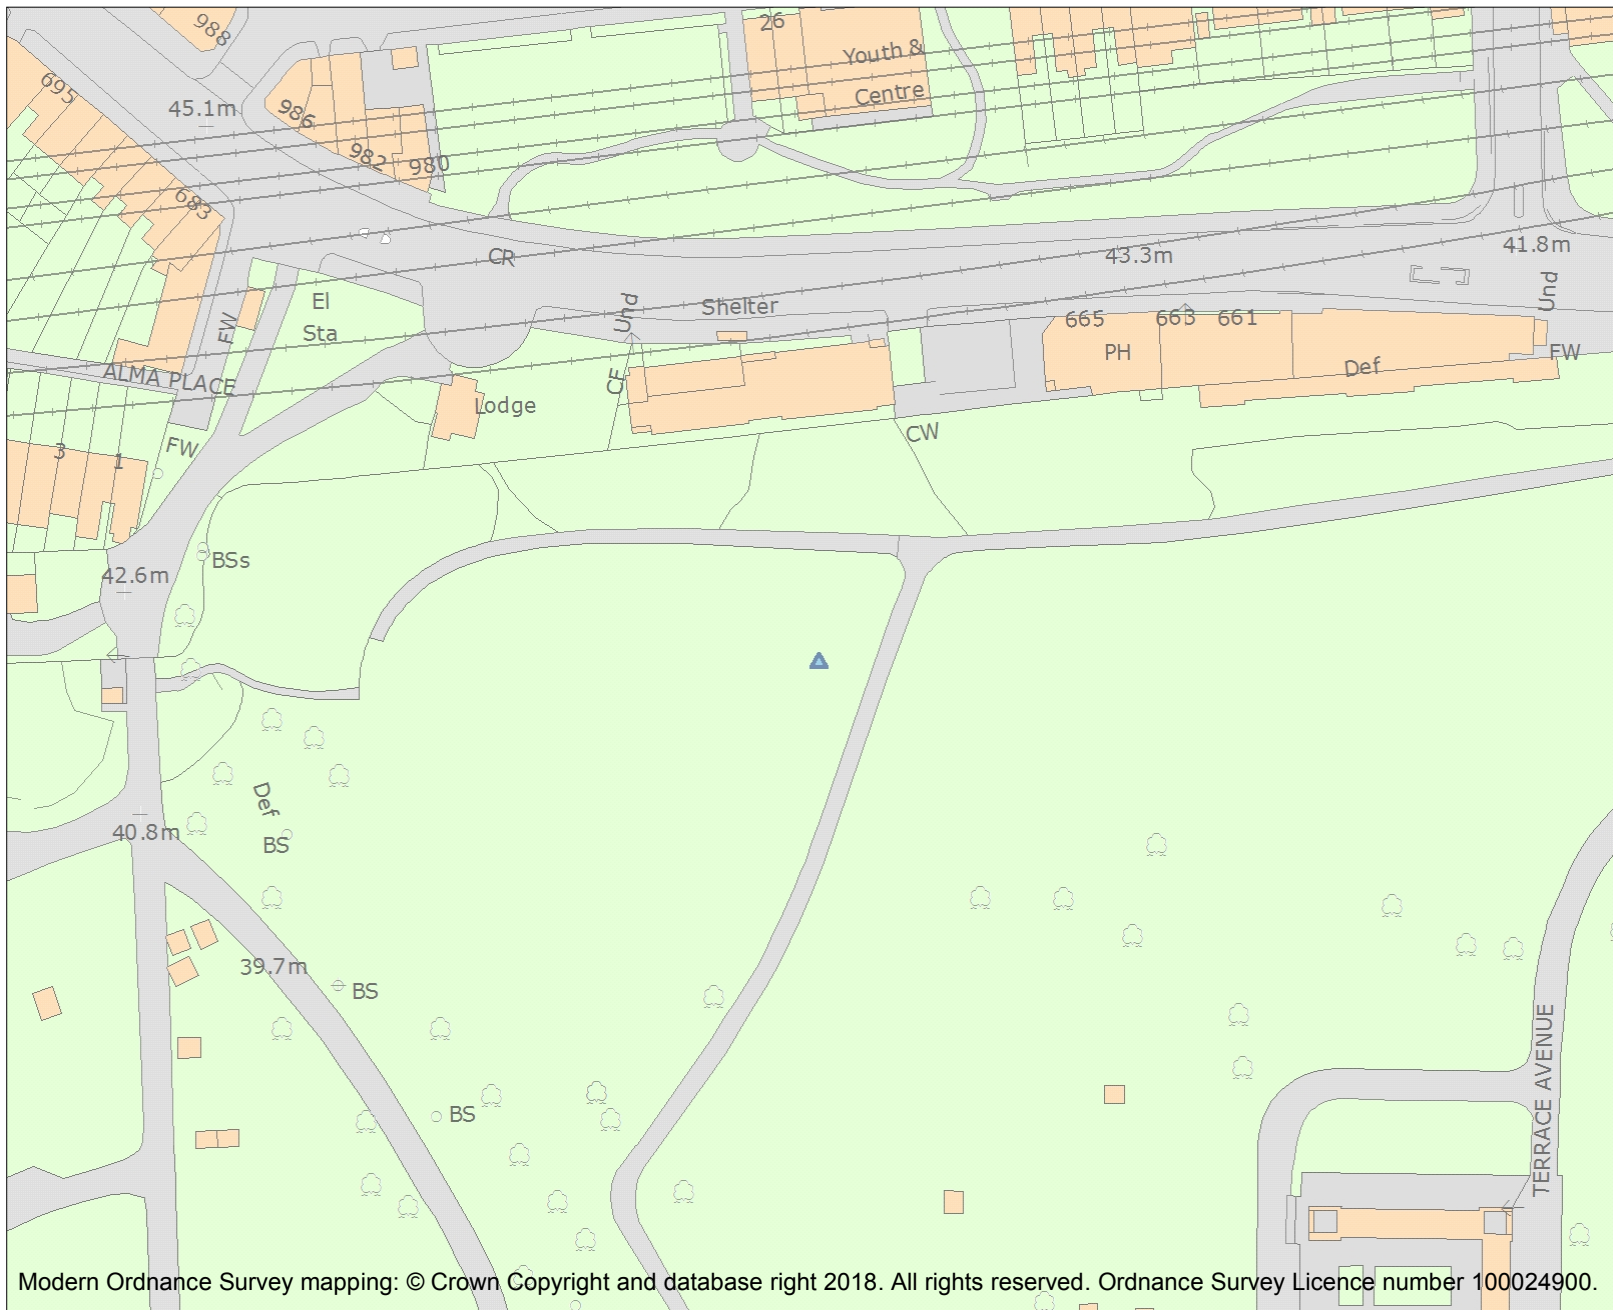 988
26
Youth &
Centre
695
45.1m
986
982
980
683
CR
43.3m
41.8m
El
Sta
FW
Und
Shelter
665
663
661
Und
PH
Def
FW
ALMA PLACE
CF
Lodge
CW
FW
3
1
BSs
42.6m
Def
40.8m
BS
39.7m
BS
BS
TERRACE AVENUE
Modern Ordnance Survey mapping: © Crown Copyright and database right 2018. All rights reserved. Ordnance Survey Licence number 100024900.